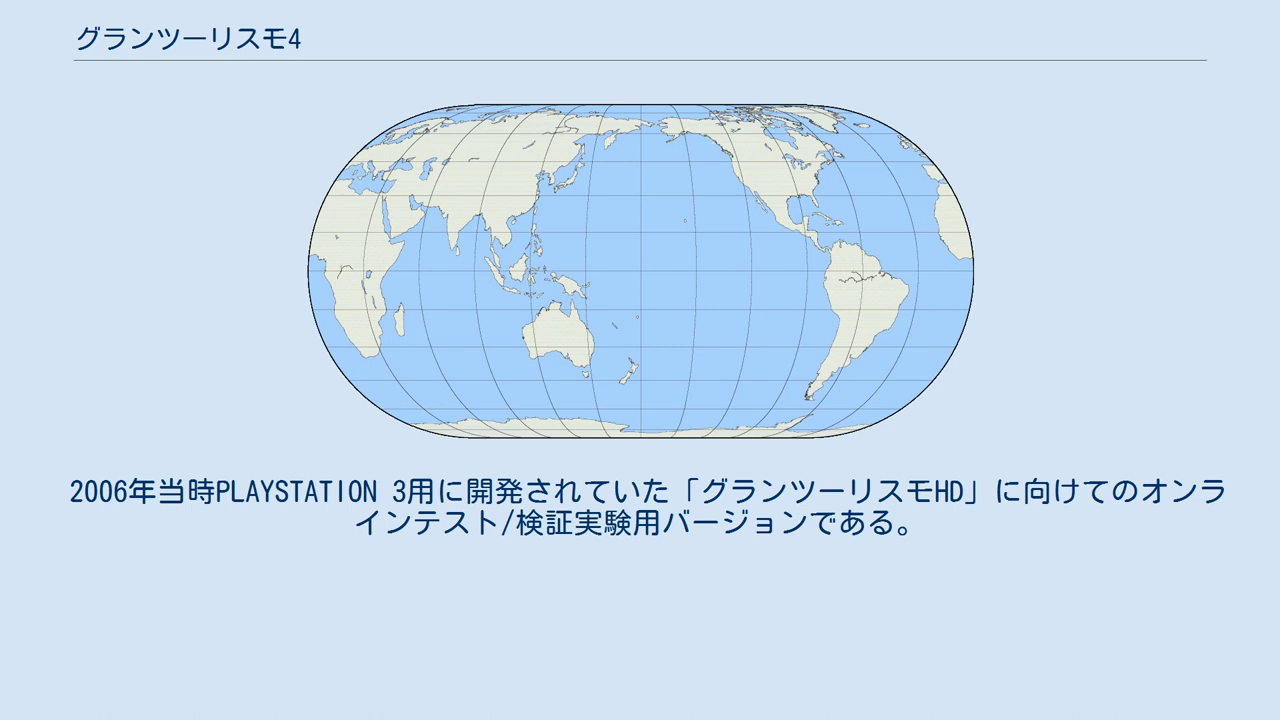 グランツーリスモ4
2006年当時PLAYSTATION 3用に開発されていた「グランツーリスモHD」に向けてのオンラ
インテスト/検証実験用バージョンである。